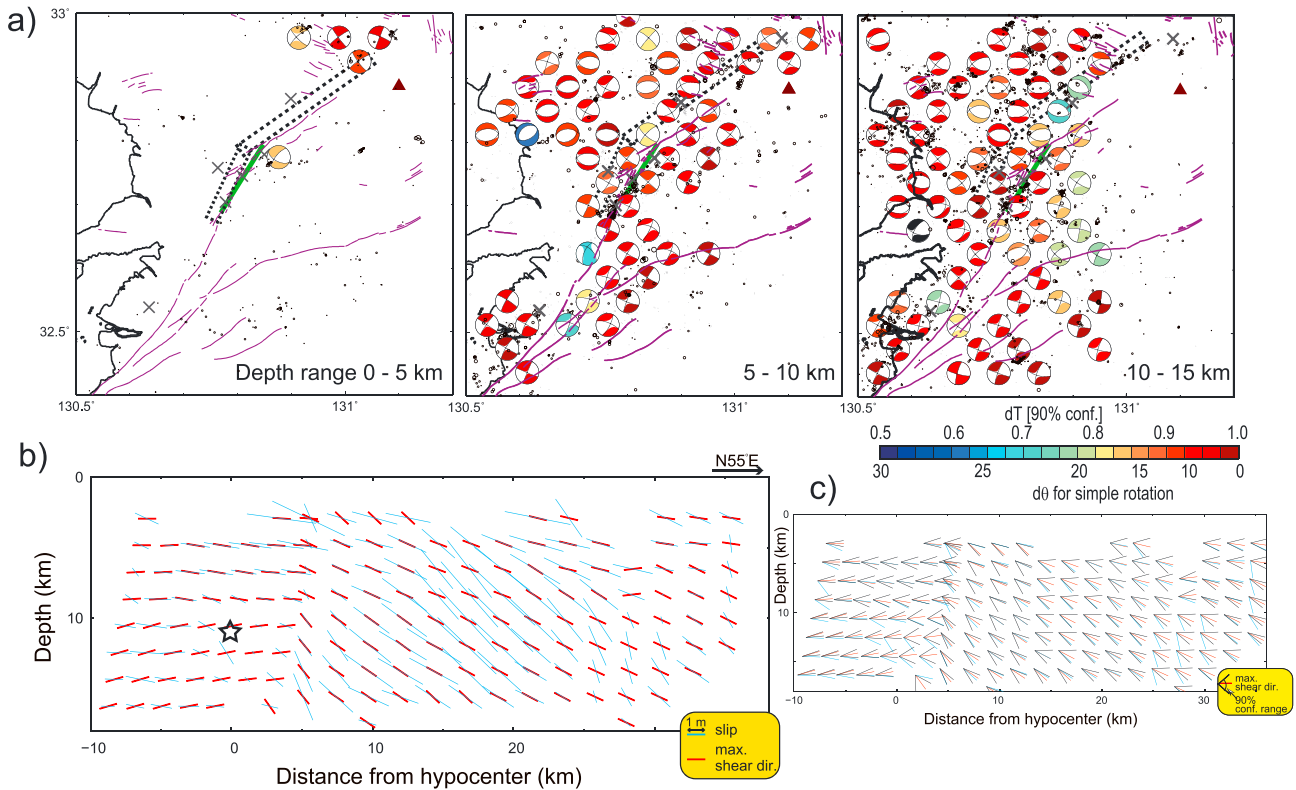 a)
33°
32.5°
Depth range 0 - 5 km
5 - 10 km
10 - 15 km
130.5° 131° 130.5° 131° 130.5° 131°
dT [90% conf.]
0.5 0.6 0.7 0.8 0.9 1.0
30 25 20 15 10 0
dθ for simple rotation
b)
N55°E
0
10
Depth (km)
−10 0 10 20
Distance from hypocenter (km)
1 m
slip
max.
shear dir.
c)
0
10
Depth (km)
−10 0 10 20 30
Distance from hypocenter (km)
max.
shear dir.
90%
conf. range